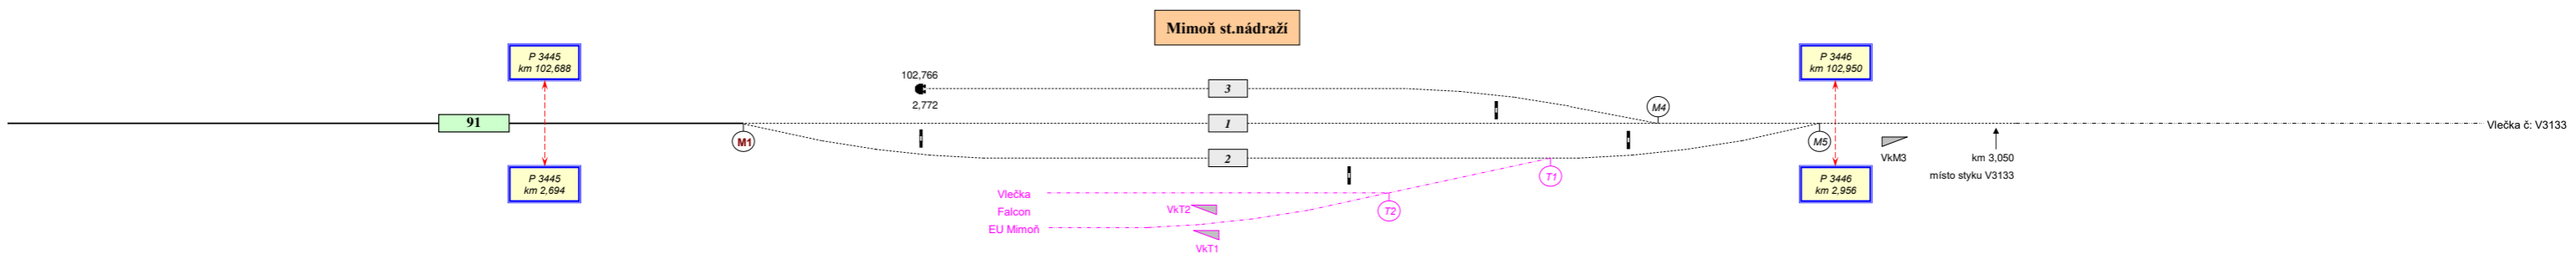 Mimoň st.nádraží
P 3445
km 102,688
P 3446
km 102,950
102,766
2,772
3
M4
91
1
M1
M5
Vlečka č: V3133
2
VkM3
km 3,050
místo styku V3133
P 3445
km 2,694
T1
P 3446
km 2,956
Vlečka
Falcon
EU Mimoň
VkT2
T2
VkT1